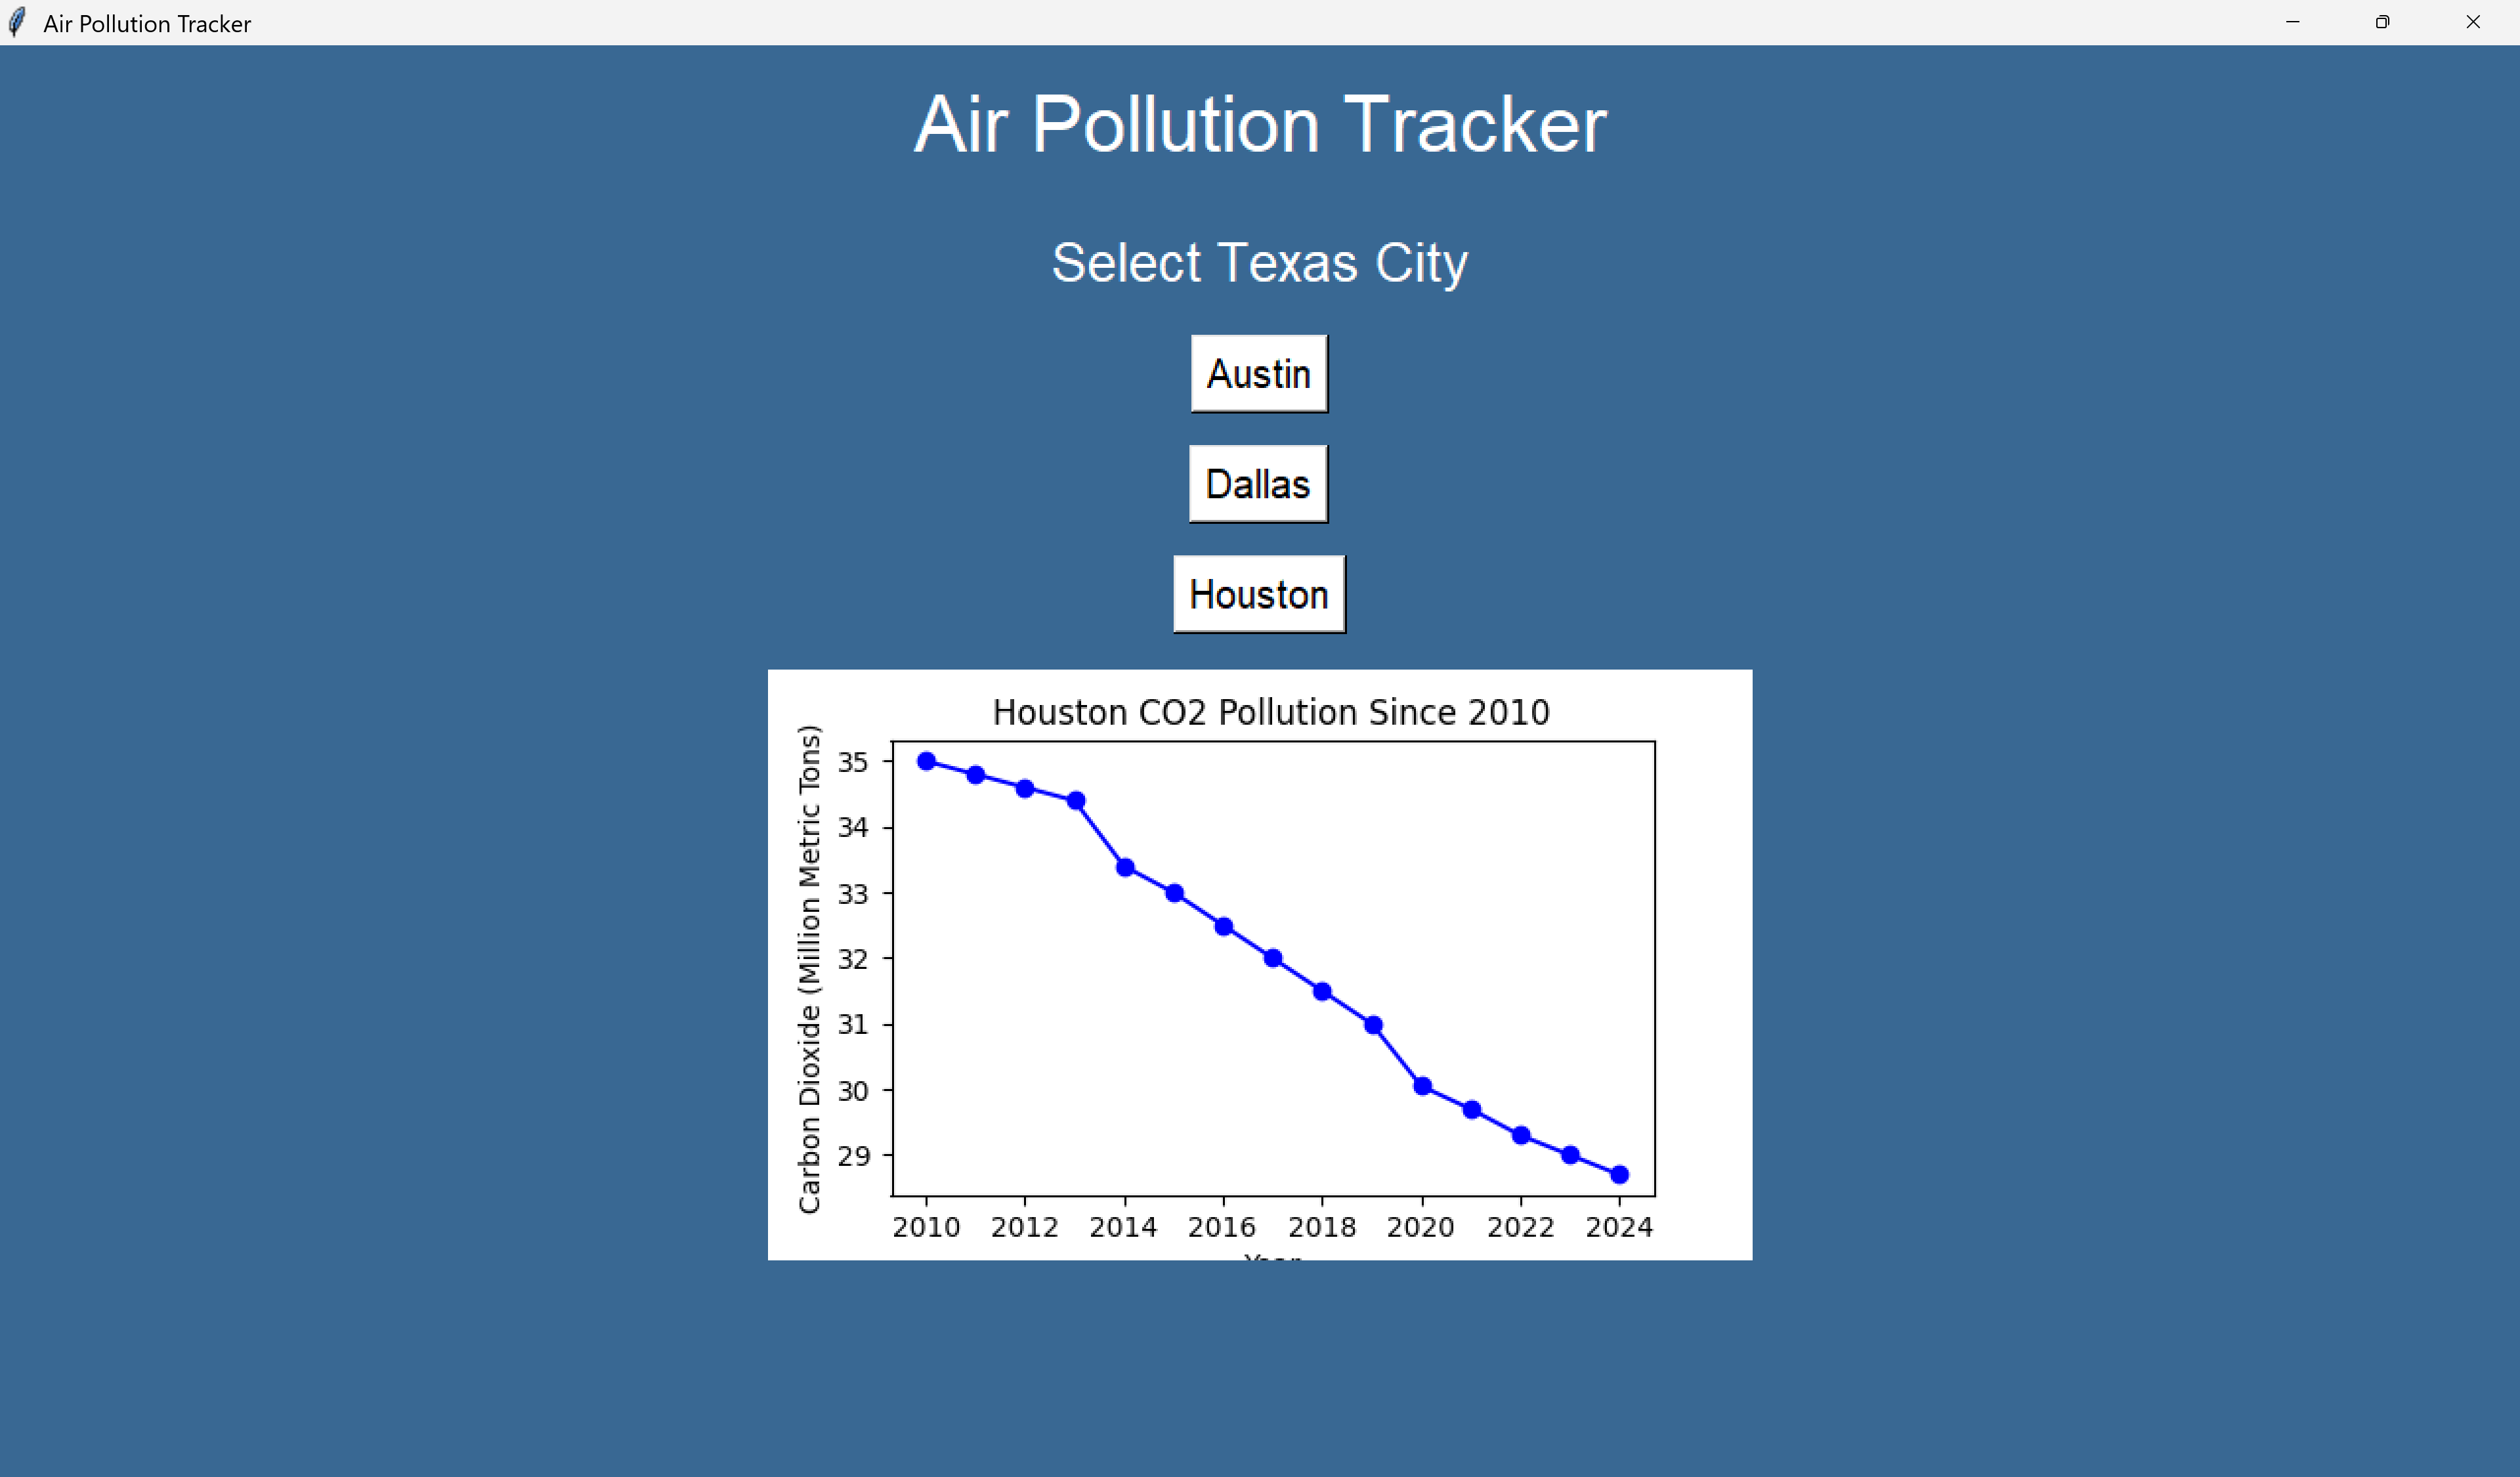 Air Pollution Tracker
Air Pollution Tracker
Select Texas City
Austin
Dallas
Houston
Houston CO2 Pollution Since 2010
Carbon Dioxide (Million Metric Tons)
35
34
33
32
31
30
29
2010 2012 2014 2016 2018 2020 2022 2024